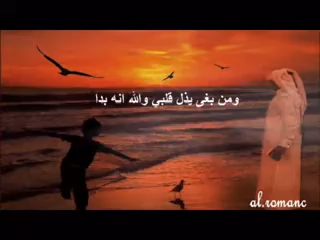 ومن بغى يذل قلبي والله انه بدا
al.romanc